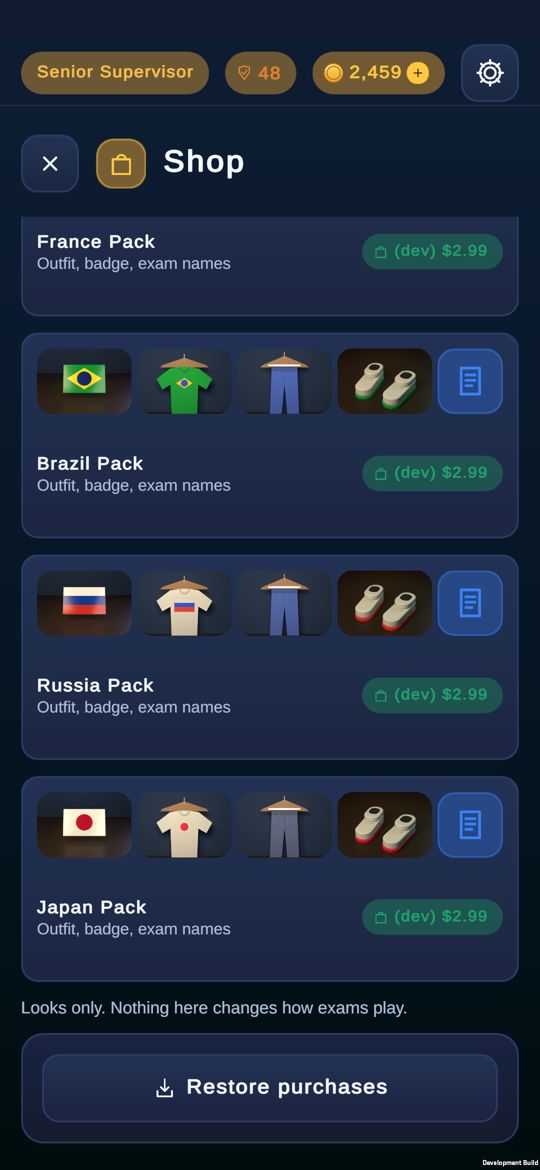 Senior Supervisor
48
2,459 +
Shop
France Pack
Outfit, badge, exam names
(dev) $2.99
Brazil Pack
Outfit, badge, exam names
(dev) $2.99
Russia Pack
Outfit, badge, exam names
(dev) $2.99
Japan Pack
Outfit, badge, exam names
(dev) $2.99
Looks only. Nothing here changes how exams play.
Restore purchases
Development Build